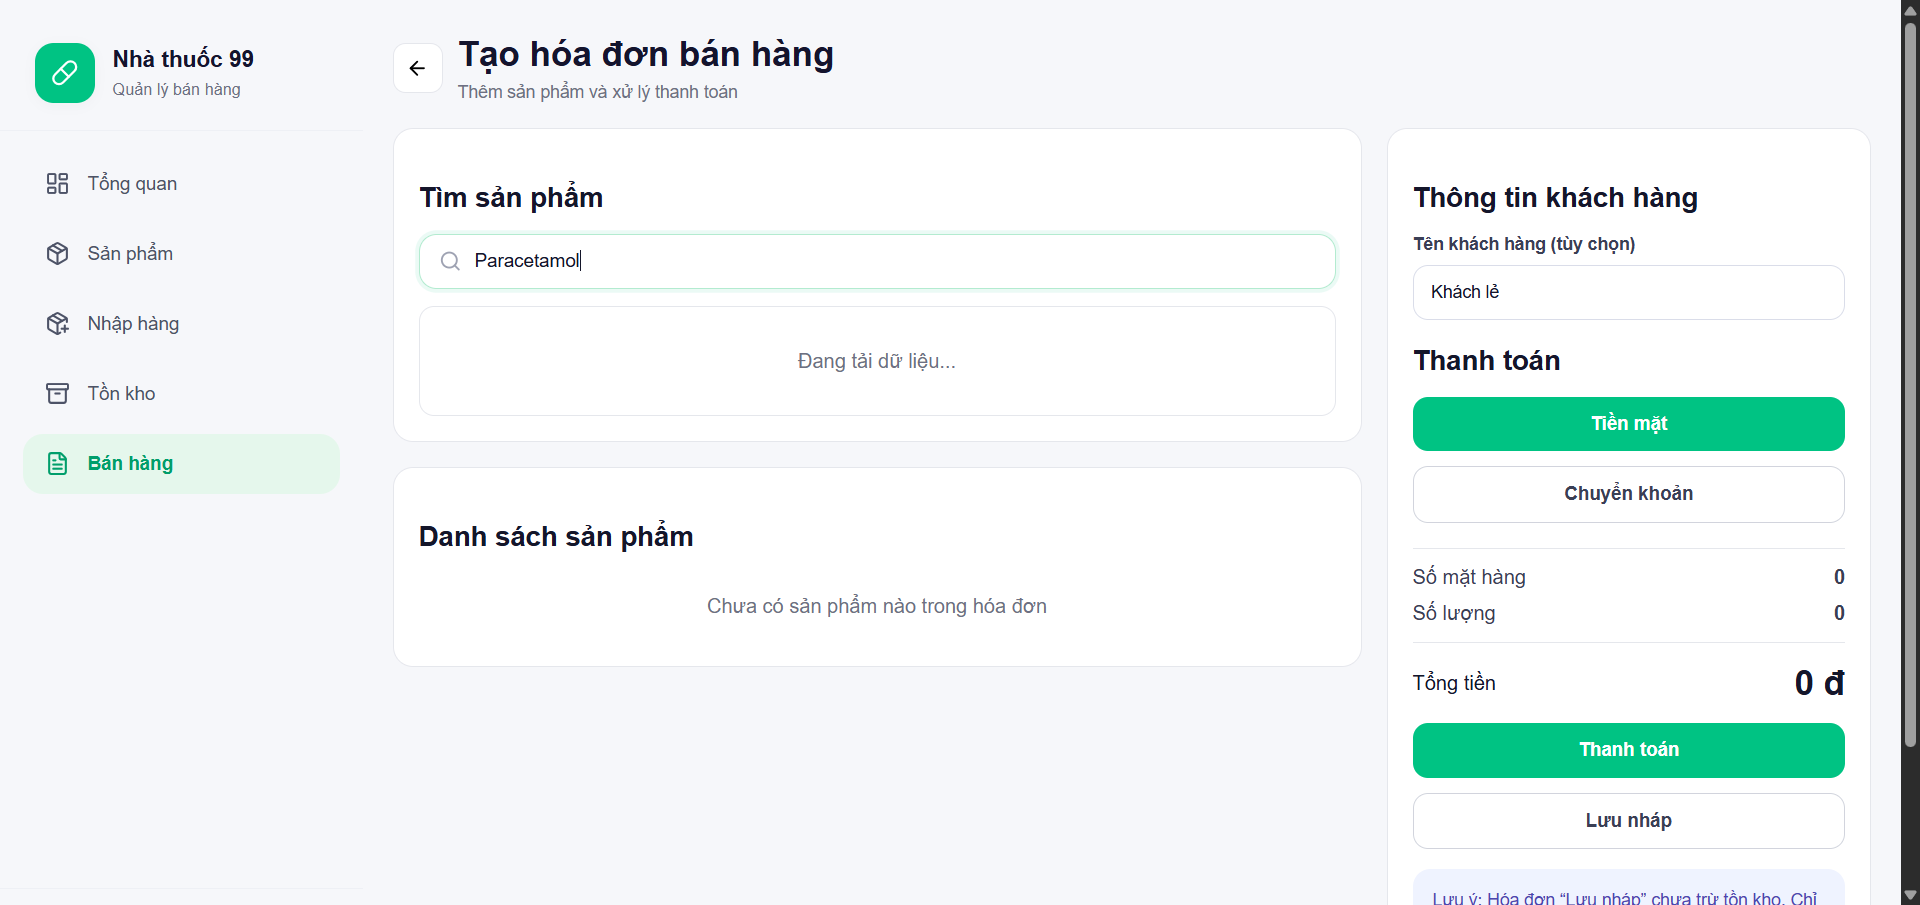 Nhà thuốc 99
Quản lý bán hàng
Tổng quan
Sản phẩm
Nhập hàng
Tồn kho
Bán hàng
Tạo hóa đơn bán hàng
Thêm sản phẩm và xử lý thanh toán
Tìm sản phẩm
Paracetamol
Đang tải dữ liệu...
Danh sách sản phẩm
Chưa có sản phẩm nào trong hóa đơn
Thông tin khách hàng
Tên khách hàng (tùy chọn)
Khách lẻ
Thanh toán
Tiền mặt
Chuyển khoản
Số mặt hàng 0
Số lượng 0
Tổng tiền 0 đ
Thanh toán
Lưu nháp
Lưu ý: Hóa đơn “Lưu nháp” chưa trừ tồn kho. Chỉ